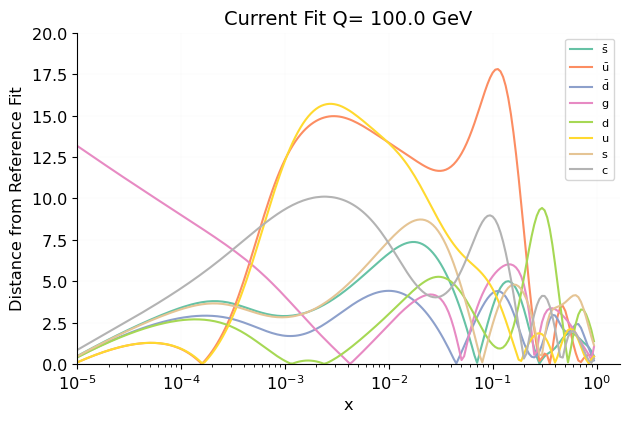 Current Fit Q= 100.0 GeV
Distance from Reference Fit
20.0
17.5
15.0
12.5
10.0
7.5
5.0
2.5
0.0
10⁻⁵
10⁻⁴
10⁻³
10⁻²
10⁻¹
10⁰
x
s̄
ū
d̄
g
d
u
s
c